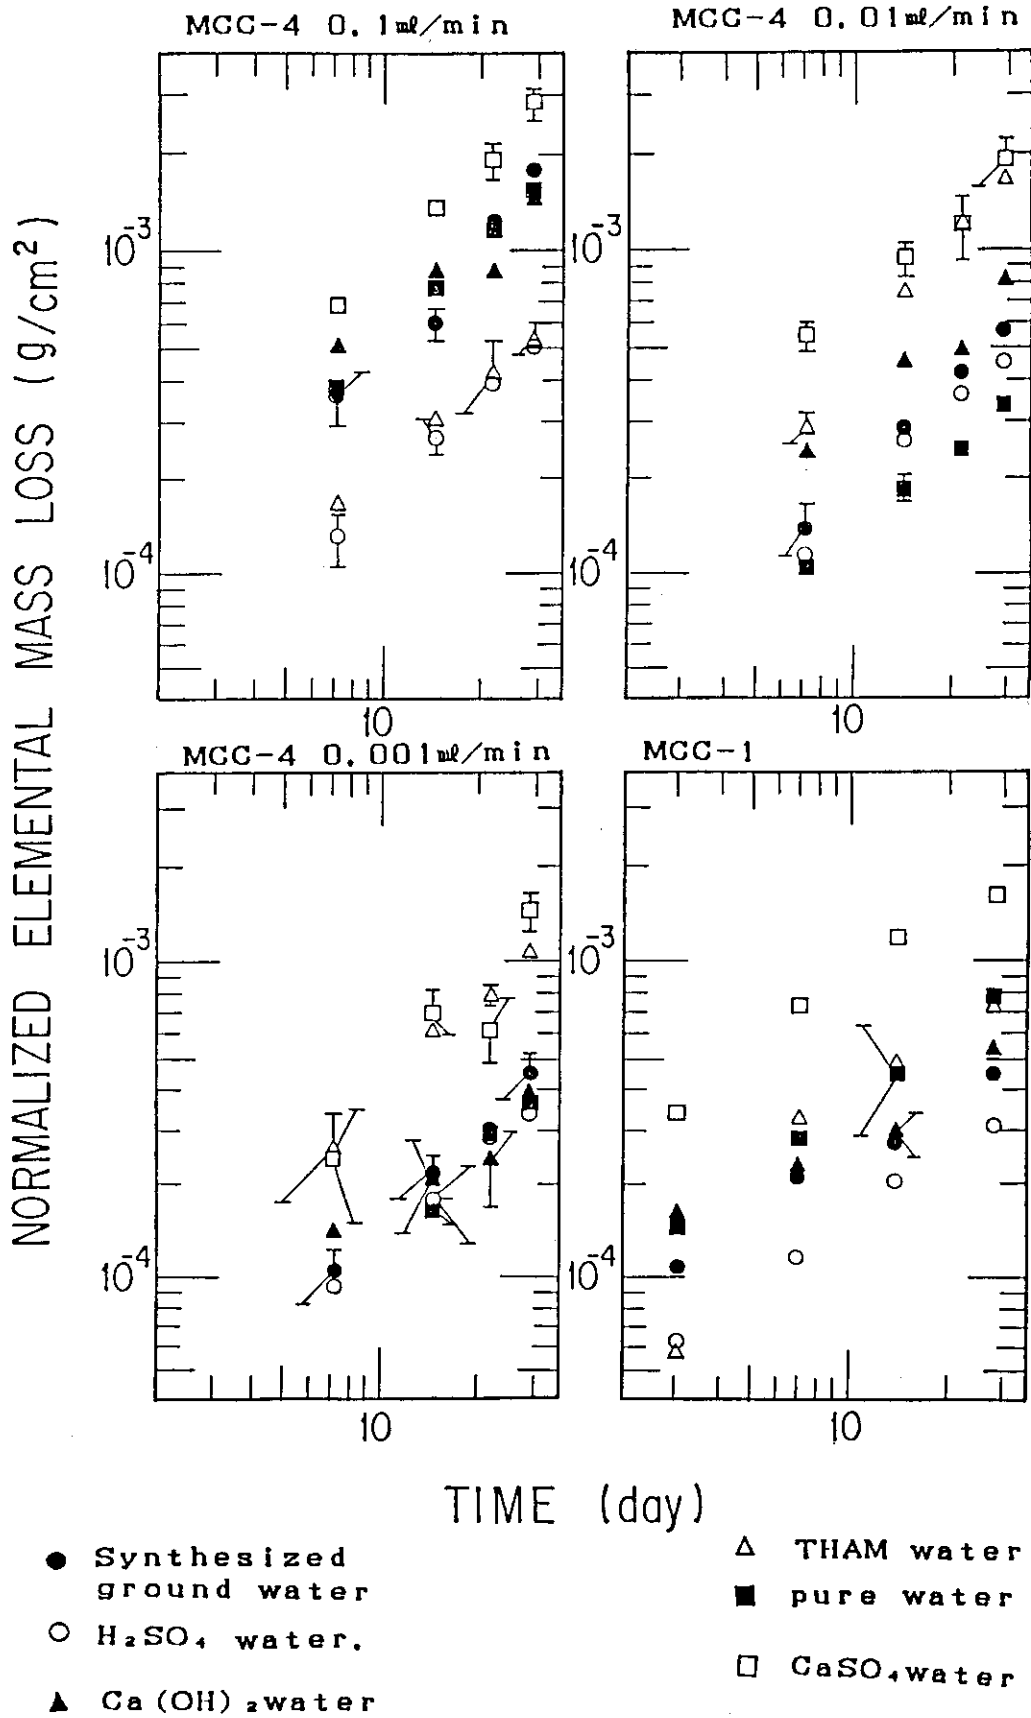 MCC-4 0.1㎖/min
MCC-4 0.01㎖/min
NORMALIZED ELEMENTAL MASS LOSS (g/cm²)
10⁻³
10⁻⁴
10
10⁻³
10⁻⁴
10
MCC-4 0.001㎖/min
MCC-1
10⁻³
10⁻⁴
10
10⁻³
10⁻⁴
10
TIME (day)
● Synthesized
ground water
○ H₂SO₄ water.
▲ Ca(OH)₂water
△ THAM water
■ pure water
□ CaSO₄water